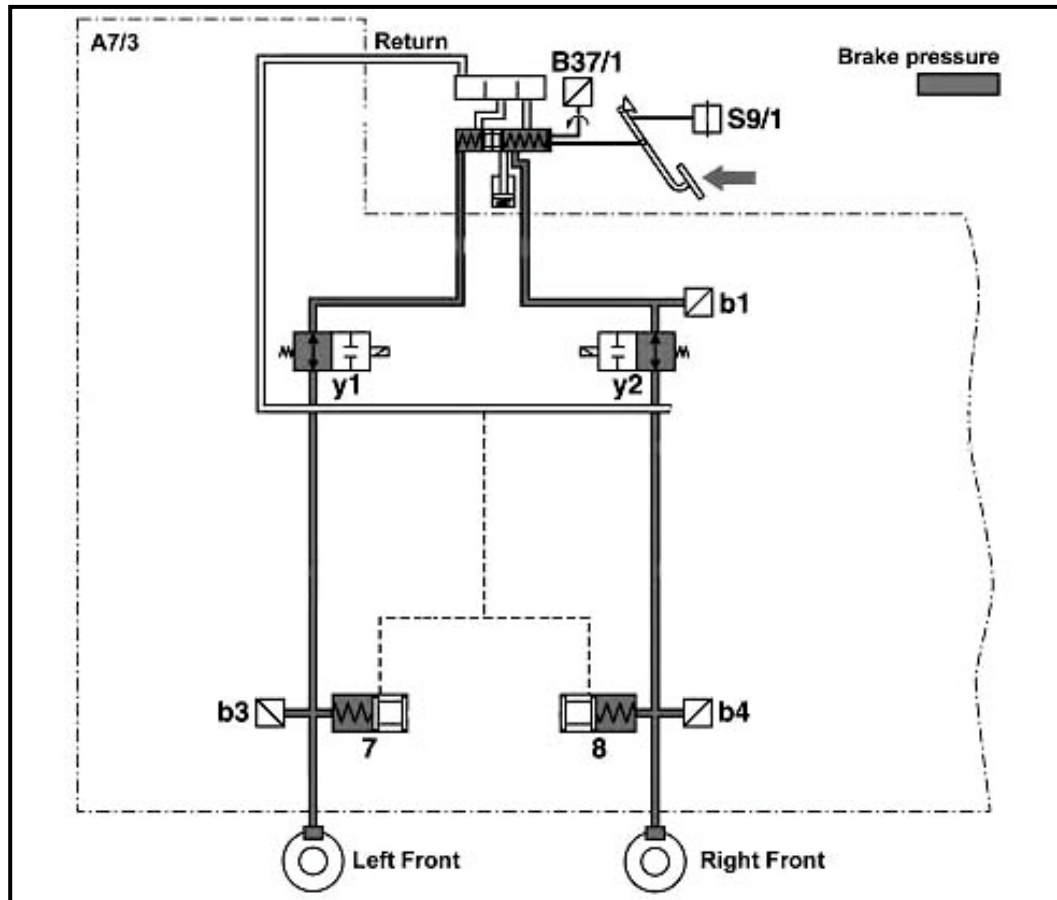 A7/3
Return
B37/1
Brake pressure
S9/1
b1
y1
y2
b3
7
8
b4
Left Front
Right Front